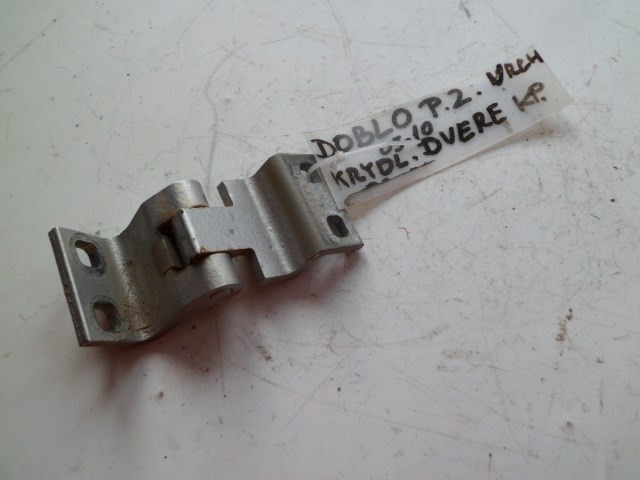 DOBLO P.Z. VRCH
05-10
KRYDL. DVERE KP.